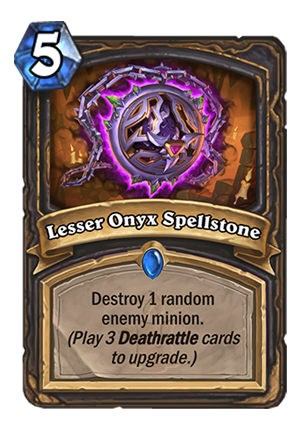 5
Lesser Onyx Spellstone
Destroy 1 random
enemy minion.
(Play 3 Deathrattle cards
to upgrade.)